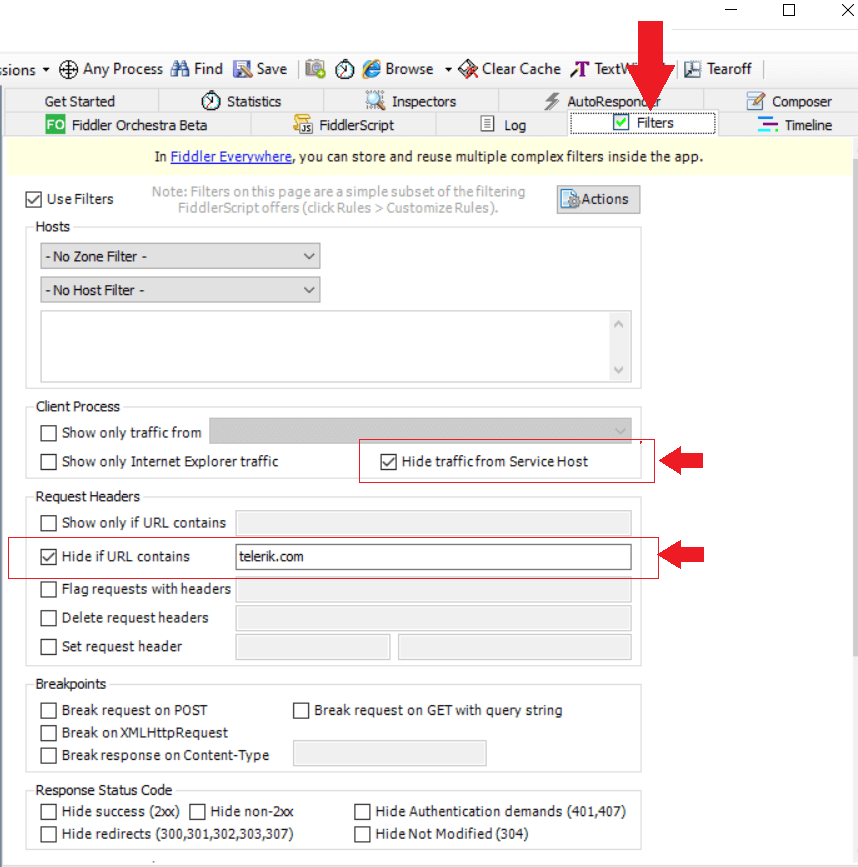 ssions Any Process Find Save Browse Clear Cache Tearoff
Get Started Statistics Inspectors AutoResponder Composer
FO Fiddler Orchestra Beta JS FiddlerScript Log Filters Timeline
In Fiddler Everywhere, you can store and reuse multiple complex filters inside the app.
Use Filters
Note: Filters on this page are a simple subset of the filtering
FiddlerScript offers (click Rules > Customize Rules).
Actions
Hosts
- No Zone Filter -
- No Host Filter -
Client Process
Show only traffic from
Show only Internet Explorer traffic Hide traffic from Service Host
Request Headers
Show only if URL contains
Hide if URL contains telerik.com
Flag requests with headers
Delete request headers
Set request header
Breakpoints
Break request on POST Break request on GET with query string
Break on XMLHttpRequest
Break response on Content-Type
Response Status Code
Hide success (2xx) Hide non-2xx Hide Authentication demands (401,407)
Hide redirects (300,301,302,303,307) Hide Not Modified (304)